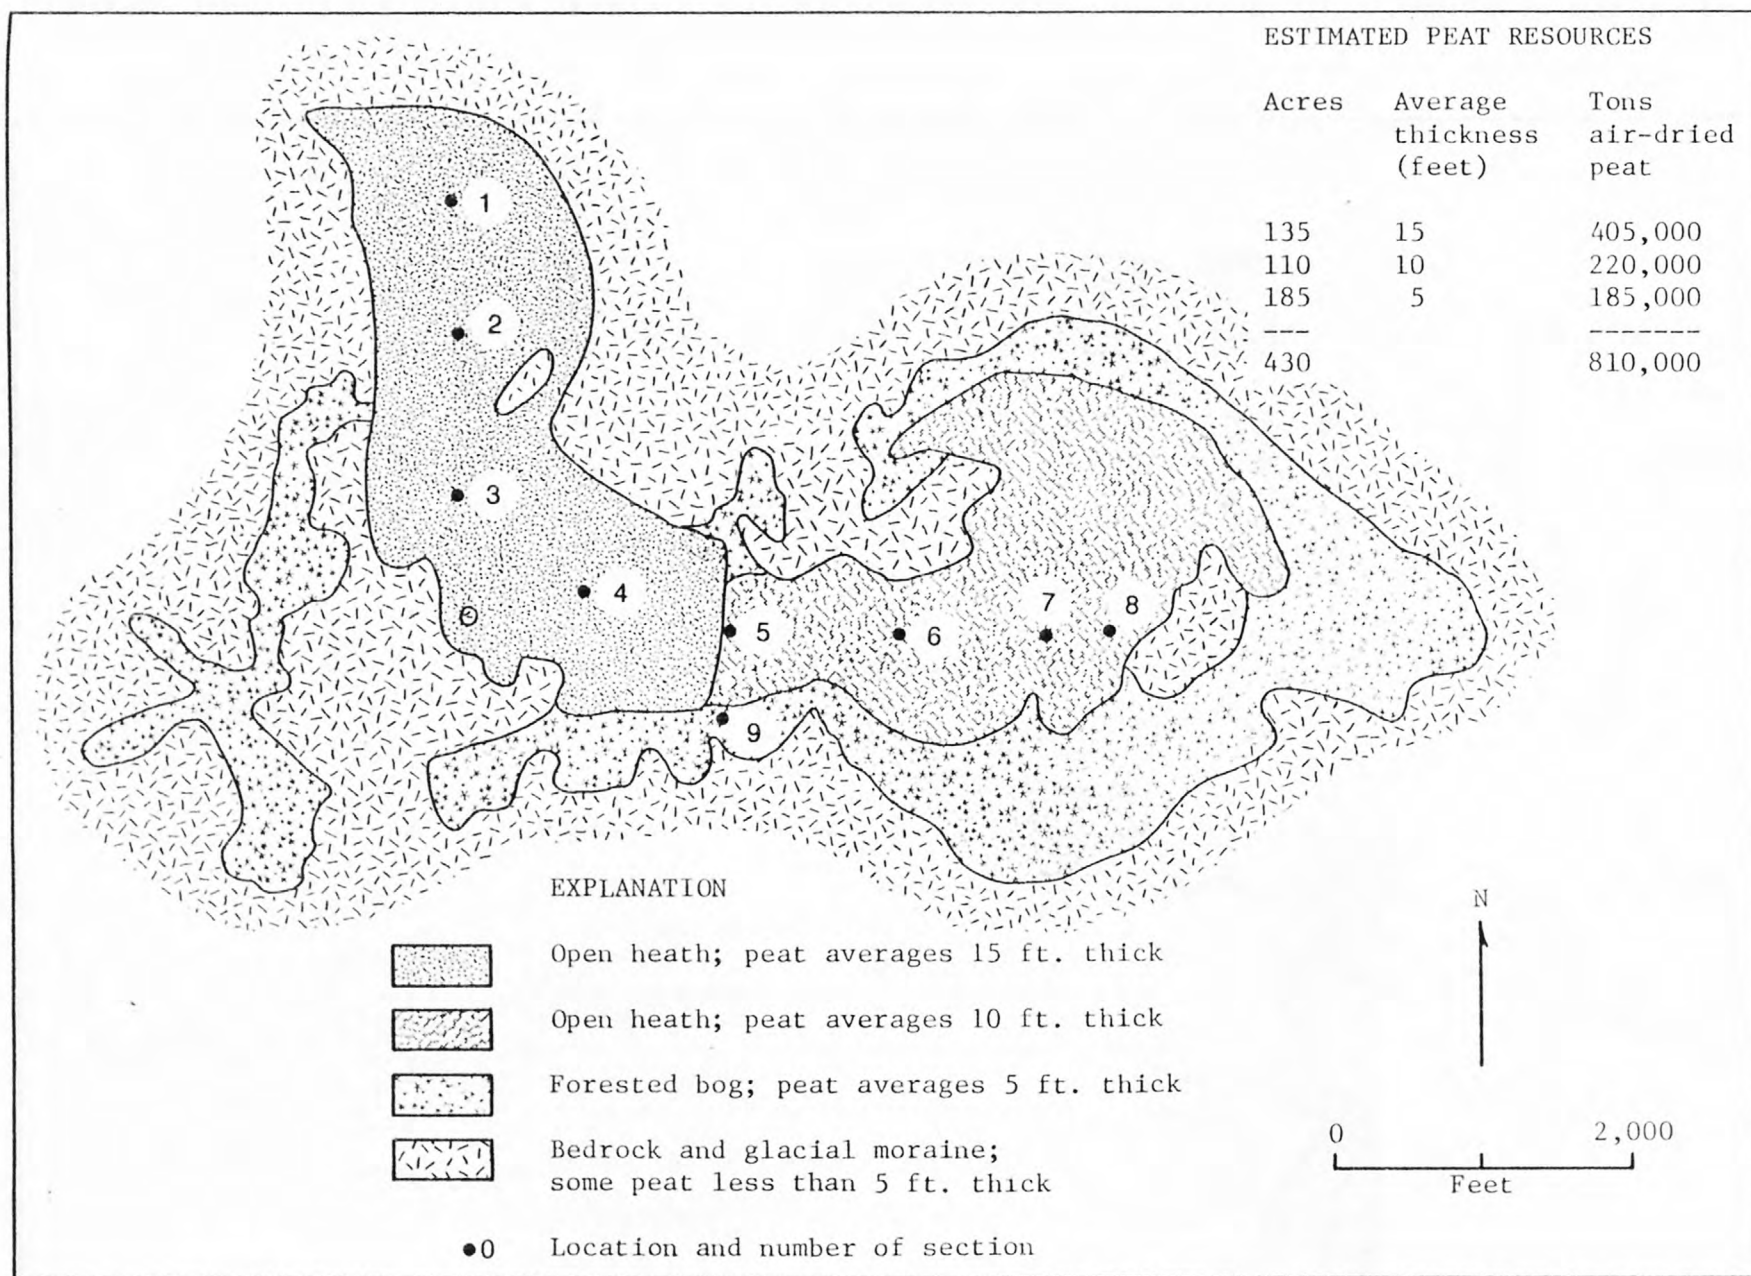 ESTIMATED PEAT RESOURCES
Acres Average Tons
thickness air-dried
(feet) peat
135 15 405,000
110 10 220,000
185 5 185,000
--- -------
430 810,000
1
2
3
4
5
6
7
8
9
EXPLANATION
Open heath; peat averages 15 ft. thick
Open heath; peat averages 10 ft. thick
Forested bog; peat averages 5 ft. thick
Bedrock and glacial moraine;
some peat less than 5 ft. thick
●0 Location and number of section
N
0 2,000
Feet